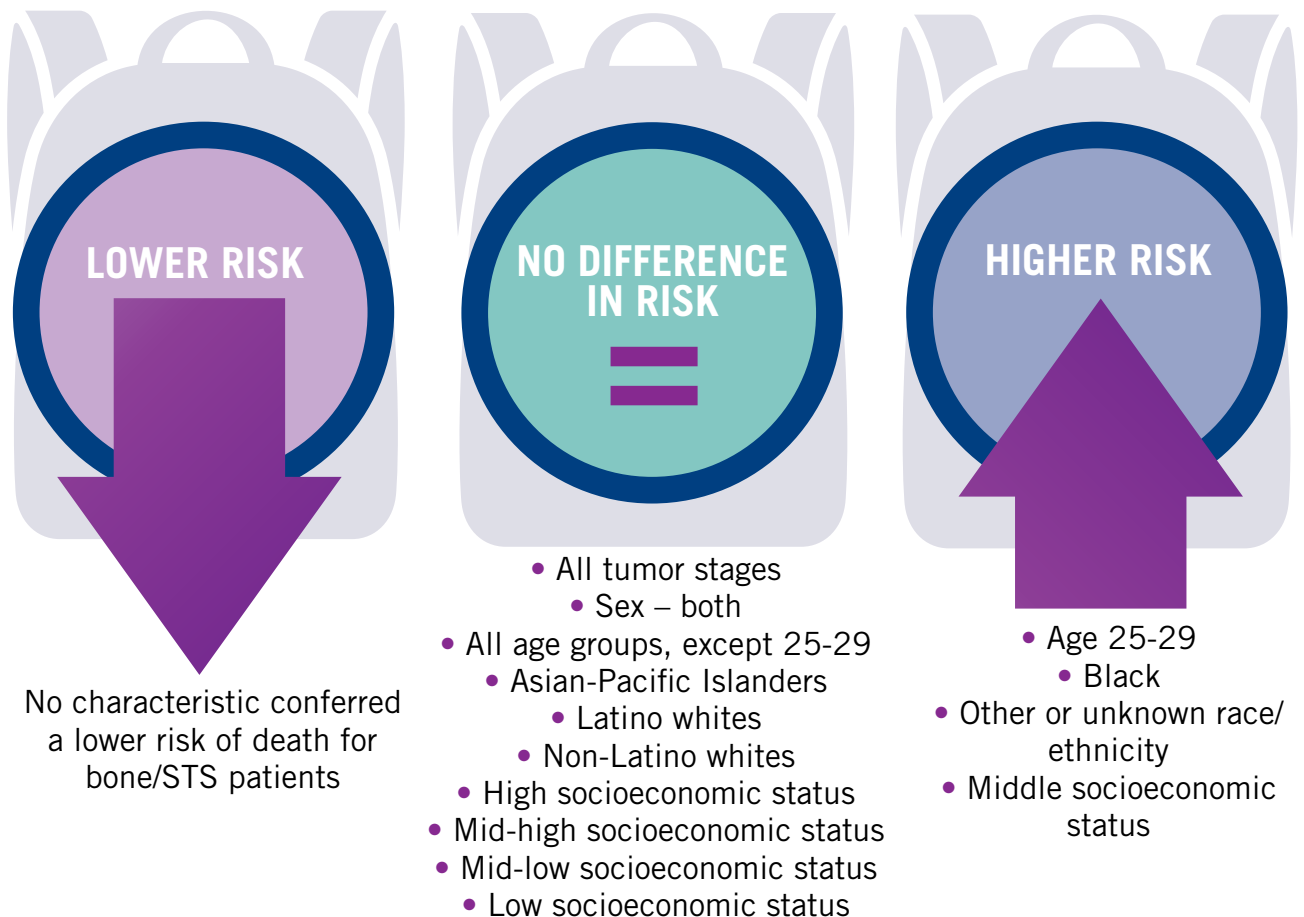 LOWER RISK
No characteristic conferred
a lower risk of death for
bone/STS patients
NO DIFFERENCE
IN RISK
=
• All tumor stages
• Sex – both
• All age groups, except 25-29
• Asian-Pacific Islanders
• Latino whites
• Non-Latino whites
• High socioeconomic status
• Mid-high socioeconomic status
• Mid-low socioeconomic status
• Low socioeconomic status
HIGHER RISK
• Age 25-29
• Black
• Other or unknown race/
ethnicity
• Middle socioeconomic
status